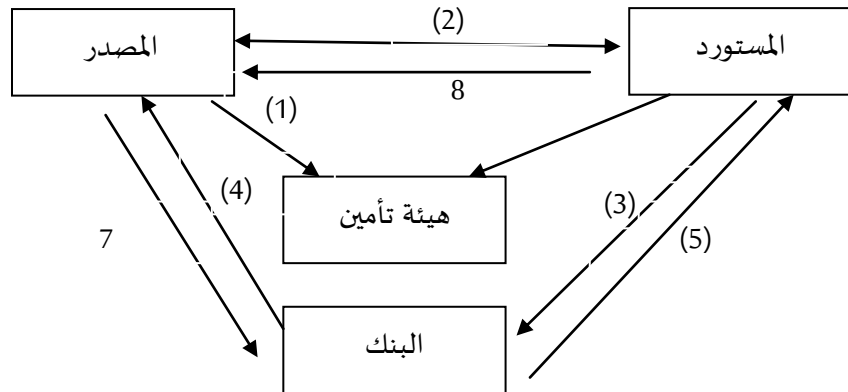 (2)
المصدر
المستورد
8
(1)
(4)
هيئة تأمين
(3)
7
(5)
البنك